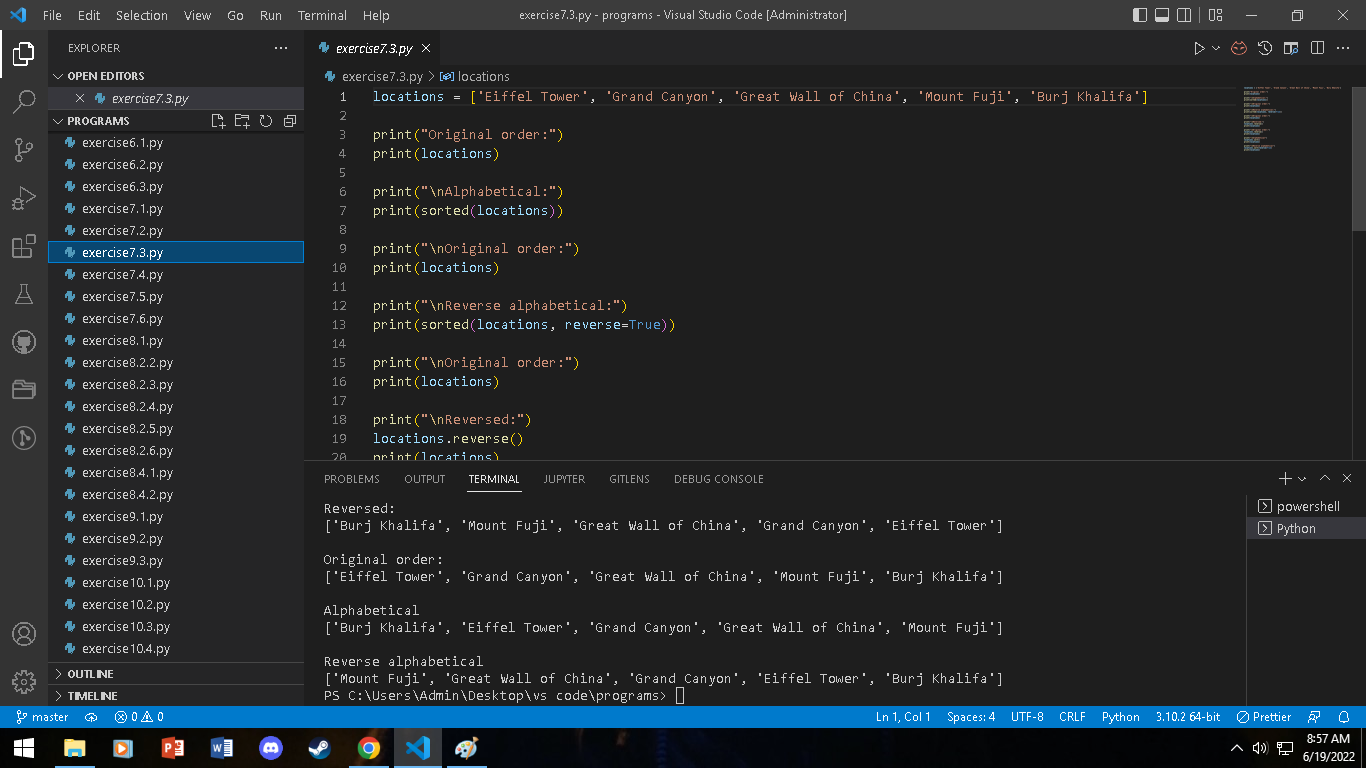 File Edit Selection View Go Run Terminal Help exercise7.3.py - programs - Visual Studio Code [Administrator]
EXPLORER
OPEN EDITORS
exercise7.3.py
PROGRAMS
exercise6.1.py
exercise6.2.py
exercise6.3.py
exercise7.1.py
exercise7.2.py
exercise7.3.py
exercise7.4.py
exercise7.5.py
exercise7.6.py
exercise8.1.py
exercise8.2.2.py
exercise8.2.3.py
exercise8.2.4.py
exercise8.2.5.py
exercise8.2.6.py
exercise8.4.1.py
exercise8.4.2.py
exercise9.1.py
exercise9.2.py
exercise9.3.py
exercise10.1.py
exercise10.2.py
exercise10.3.py
exercise10.4.py
OUTLINE
TIMELINE
exercise7.3.py
exercise7.3.py > locations
1 locations = ['Eiffel Tower', 'Grand Canyon', 'Great Wall of China', 'Mount Fuji', 'Burj Khalifa']
2
3 print("Original order:")
4 print(locations)
5
6 print("\nAlphabetical:")
7 print(sorted(locations))
8
9 print("\nOriginal order:")
10 print(locations)
11
12 print("\nReverse alphabetical:")
13 print(sorted(locations, reverse=True))
14
15 print("\nOriginal order:")
16 print(locations)
17
18 print("\nReversed:")
19 locations.reverse()
20 print(locations)
PROBLEMS OUTPUT TERMINAL JUPYTER GITLENS DEBUG CONSOLE
Reversed:
['Burj Khalifa', 'Mount Fuji', 'Great Wall of China', 'Grand Canyon', 'Eiffel Tower']
Original order:
['Eiffel Tower', 'Grand Canyon', 'Great Wall of China', 'Mount Fuji', 'Burj Khalifa']
Alphabetical
['Burj Khalifa', 'Eiffel Tower', 'Grand Canyon', 'Great Wall of China', 'Mount Fuji']
Reverse alphabetical
['Mount Fuji', 'Great Wall of China', 'Grand Canyon', 'Eiffel Tower', 'Burj Khalifa']
PS C:\Users\Admin\Desktop\vs code\programs>
powershell
Python
master 0 0 Ln 1, Col 1 Spaces: 4 UTF-8 CRLF Python 3.10.2 64-bit Prettier
8:57 AM
6/19/2022